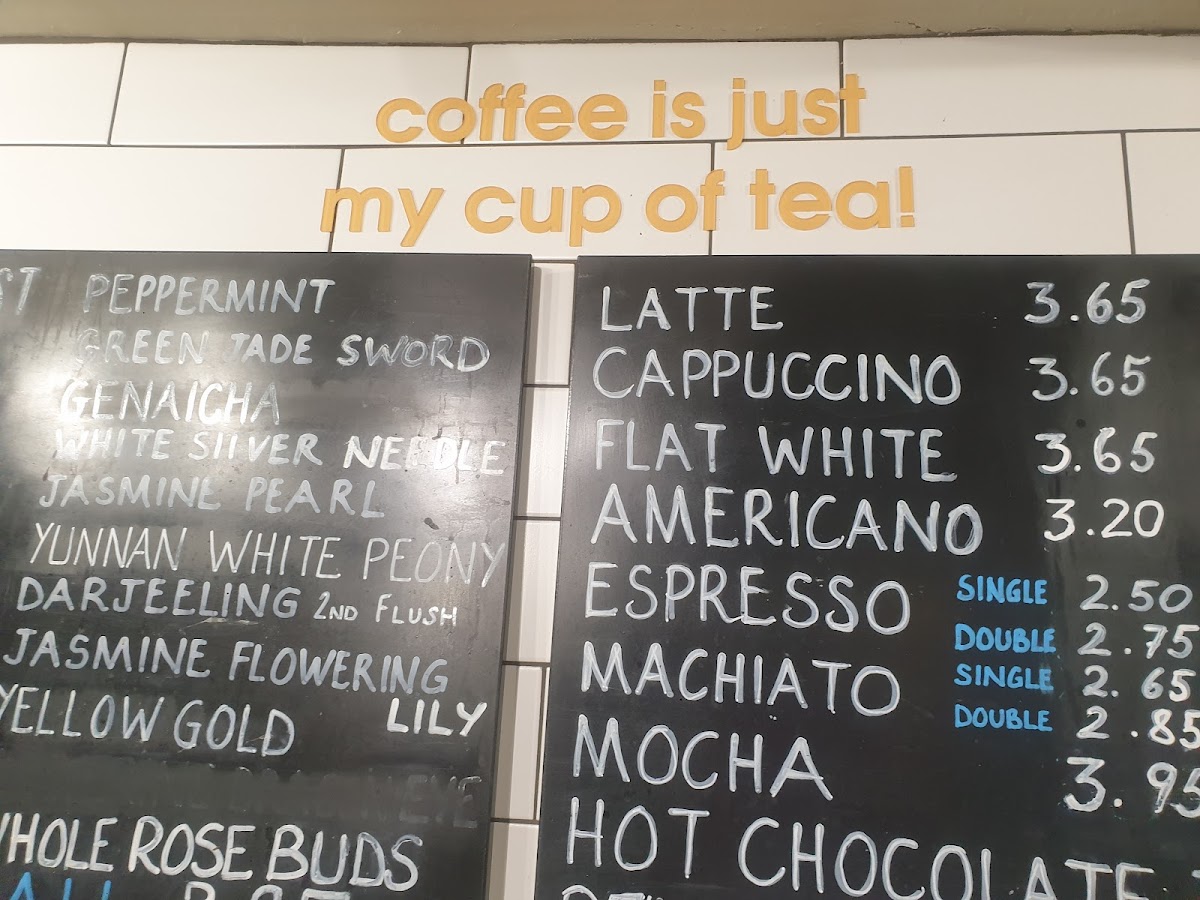 coffee is just
my cup of tea!
PEPPERMINT
GREEN JADE SWORD
GENAICHA
WHITE SILVER NEEDLE
JASMINE PEARL
YUNNAN WHITE PEONY
DARJEELING 2ND FLUSH
JASMINE FLOWERING
LILY
YELLOW GOLD
WHOLE ROSE BUDS
LATTE 3.65
CAPPUCCINO 3.65
FLAT WHITE 3.65
AMERICANO 3.20
ESPRESSO SINGLE 2.50
DOUBLE 2.75
MACHIATO SINGLE 2.65
DOUBLE 2.85
MOCHA 3.95
HOT CHOCOLATE